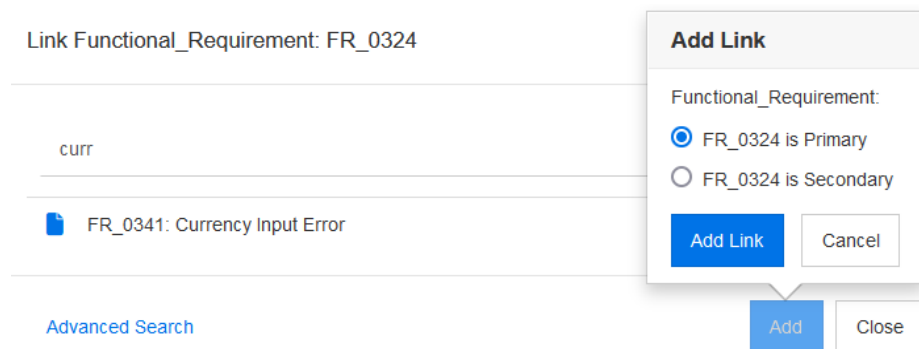 Link Functional_Requirement: FR_0324
curr
FR_0341: Currency Input Error
Advanced Search
Add Link
Functional_Requirement:
FR_0324 is Primary
FR_0324 is Secondary
Add Link
Cancel
Add
Close